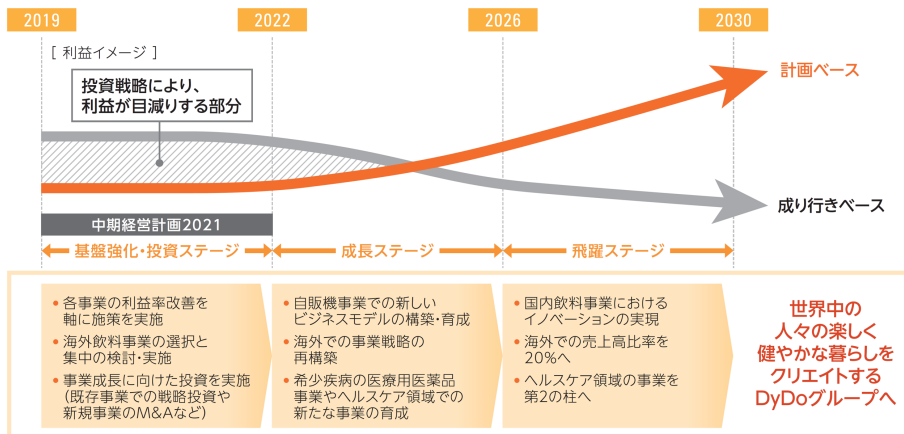 2019
2022
2026
2030
[ 利益イメージ ]
投資戦略により、
利益が目減りする部分
計画ベース
成り行きベース
中期経営計画2021
基盤強化・投資ステージ
成長ステージ
飛躍ステージ
• 各事業の利益率改善を
軸に施策を実施
• 海外飲料事業の選択と
集中の検討・実施
• 事業成長に向けた投資を実施
(既存事業での戦略投資や
新規事業のM&Aなど)
• 自販機事業での新しい
ビジネスモデルの構築・育成
• 海外での事業戦略の
再構築
• 希少疾病の医療用医薬品
事業やヘルスケア領域での
新たな事業の育成
• 国内飲料事業における
イノベーションの実現
• 海外での売上高比率を
20%へ
• ヘルスケア領域の事業を
第2の柱へ
世界中の
人々の楽しく
健やかな暮らしを
クリエイトする
DyDoグループへ